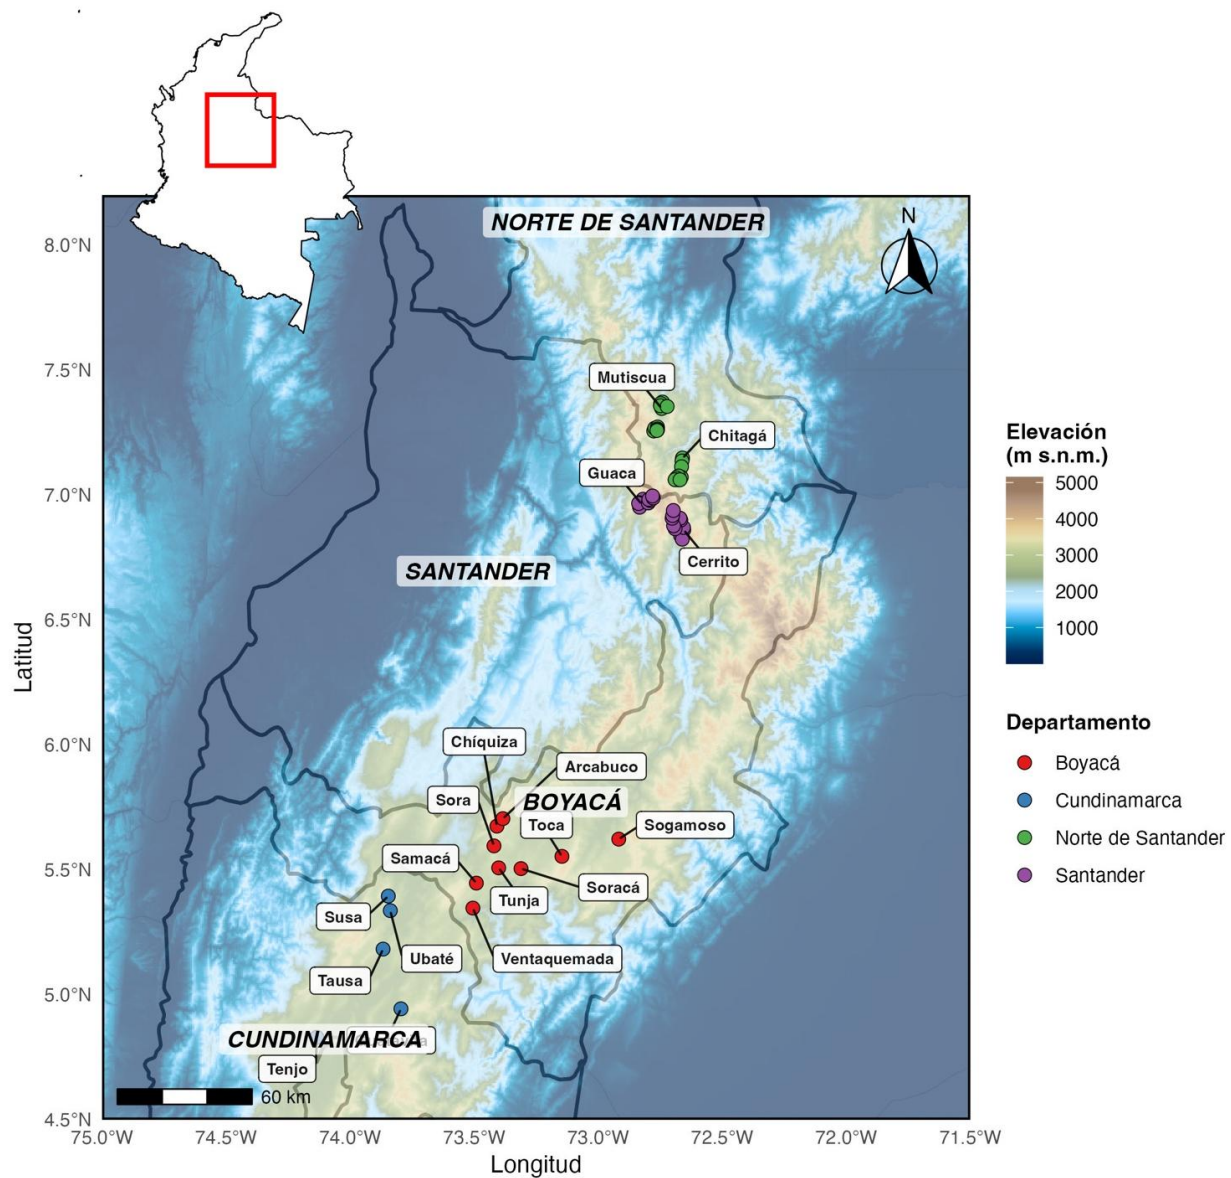 NORTE DE SANTANDER
N
8.0°N
7.5°N
7.0°N
6.5°N
6.0°N
5.5°N
5.0°N
4.5°N
Latitud
Mutiscua
Chitagá
Guaca
Cerrito
SANTANDER
Chíquiza
Arcabuco
Sora
BOYACÁ
Toca
Sogamoso
Samacá
Soracá
Tunja
Susa
Ubaté
Ventaquemada
Tausa
CUNDINAMARCA
Tenjo
60 km
75.0°W
74.5°W
74.0°W
73.5°W
73.0°W
72.5°W
72.0°W
71.5°W
Longitud
Elevación
(m s.n.m.)
5000
4000
3000
2000
1000
Departamento
Boyacá
Cundinamarca
Norte de Santander
Santander